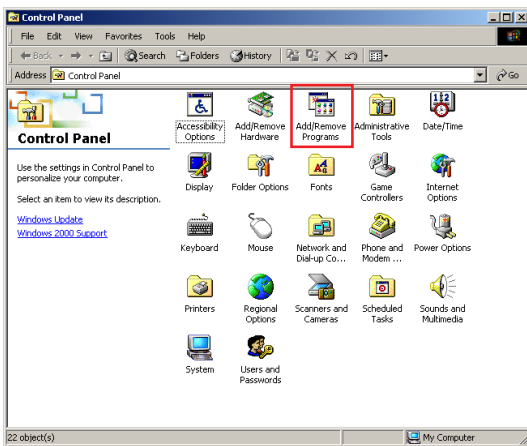 Control Panel
File Edit View Favorites Tools Help
Back Search Folders History
Address Control Panel Go
Control Panel
Use the settings in Control Panel to
personalize your computer.
Select an item to view its description.
Windows Update
Windows 2000 Support
Accessibility
Options
Add/Remove
Hardware
Add/Remove
Programs
Administrative
Tools
Date/Time
Display
Folder Options
Fonts
Game
Controllers
Internet
Options
Keyboard
Mouse
Network and
Dial-up Co...
Phone and
Modem ...
Power Options
Printers
Regional
Options
Scanners and
Cameras
Scheduled
Tasks
Sounds and
Multimedia
System
Users and
Passwords
22 object(s) My Computer